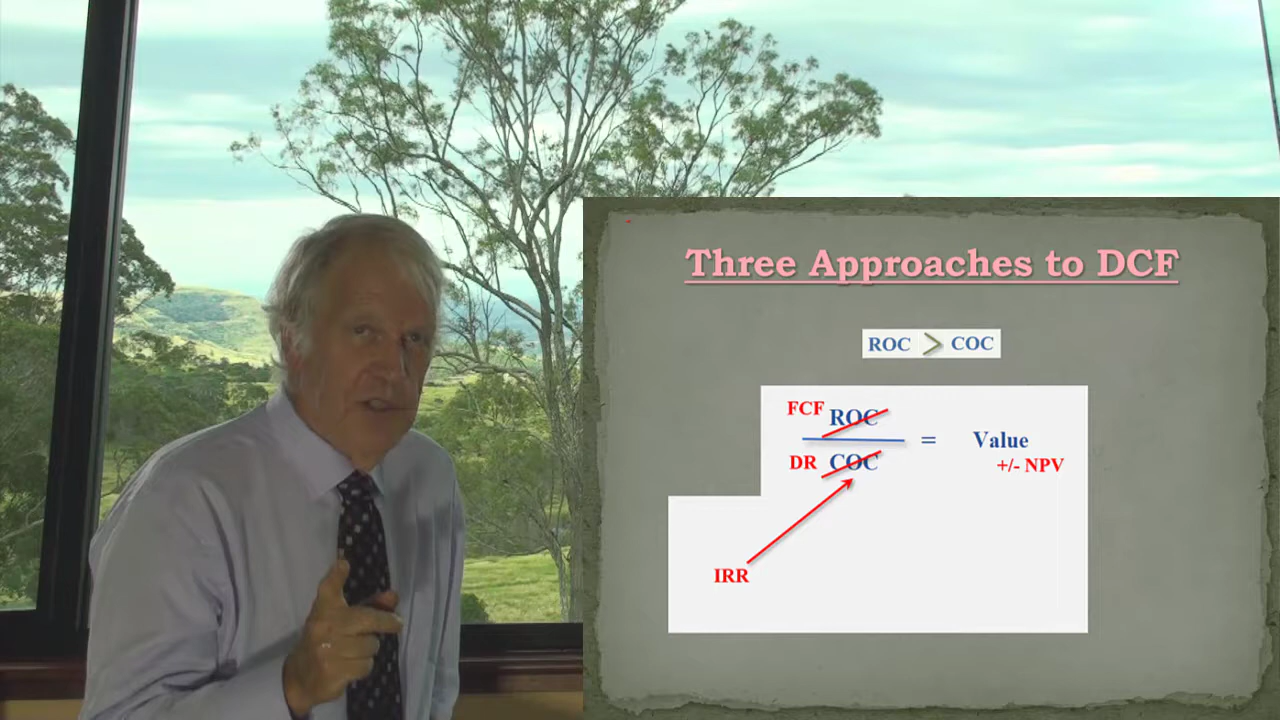 Three Approaches to DCF
ROC > COC
FCF ROC
= Value
DR COC
+/- NPV
IRR